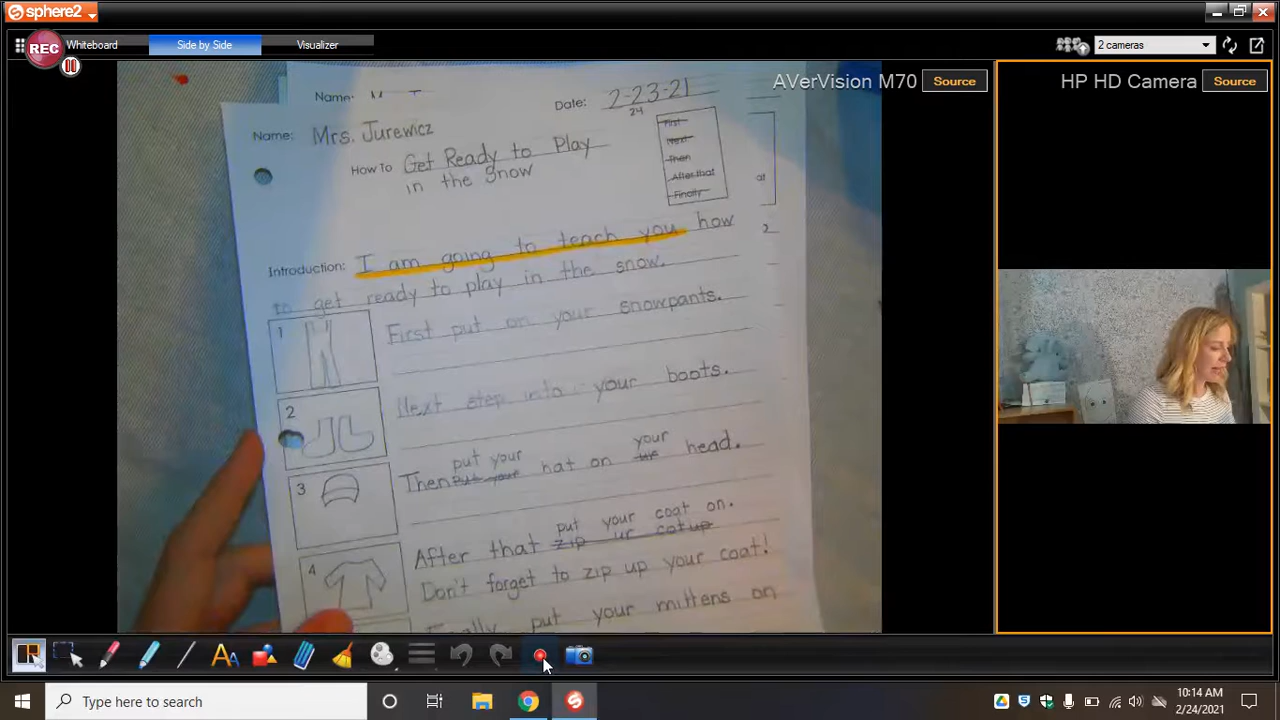 sphere2
REC
Whiteboard
Side by Side
Visualizer
2 cameras
AVerVision M70
Source
HP HD Camera
Source
Name:
Date: 2-23-21
24
Name: Mrs. Jurewicz
How to Get Ready to Play
in the Snow
First
Next
Then
After that
Finally
Introduction: I am going to teach you how
to get ready to play in the snow.
1
First put on your snowpants.
2
Next step into your boots.
3
put your your
Then put your hat on the head.
put your coat on.
4
After that zip ur cat up
Don't forget to zip up your coat!
Finally put your mittens on
Type here to search
10:14 AM
2/24/2021